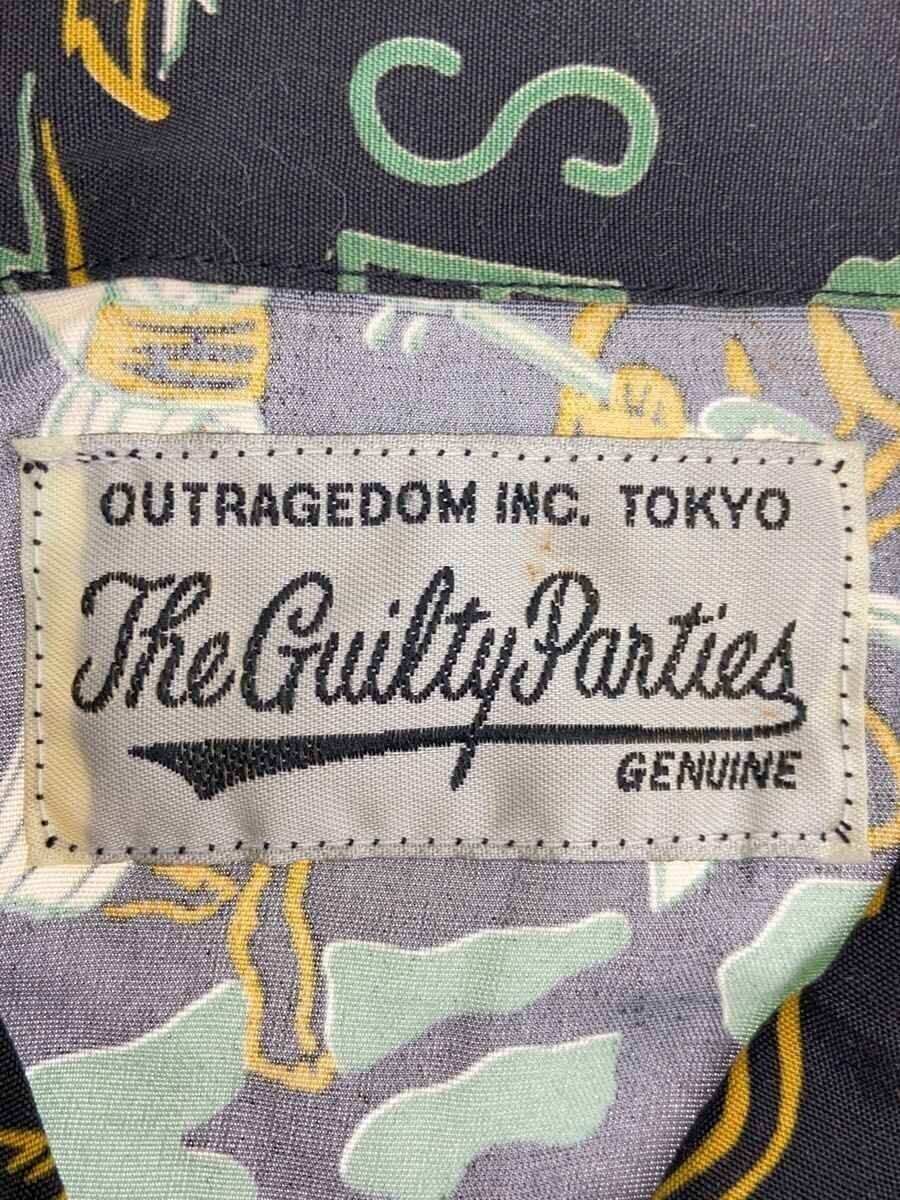 S
OUTRAGEDOM INC. TOKYO
The Guilty Parties
GENUINE